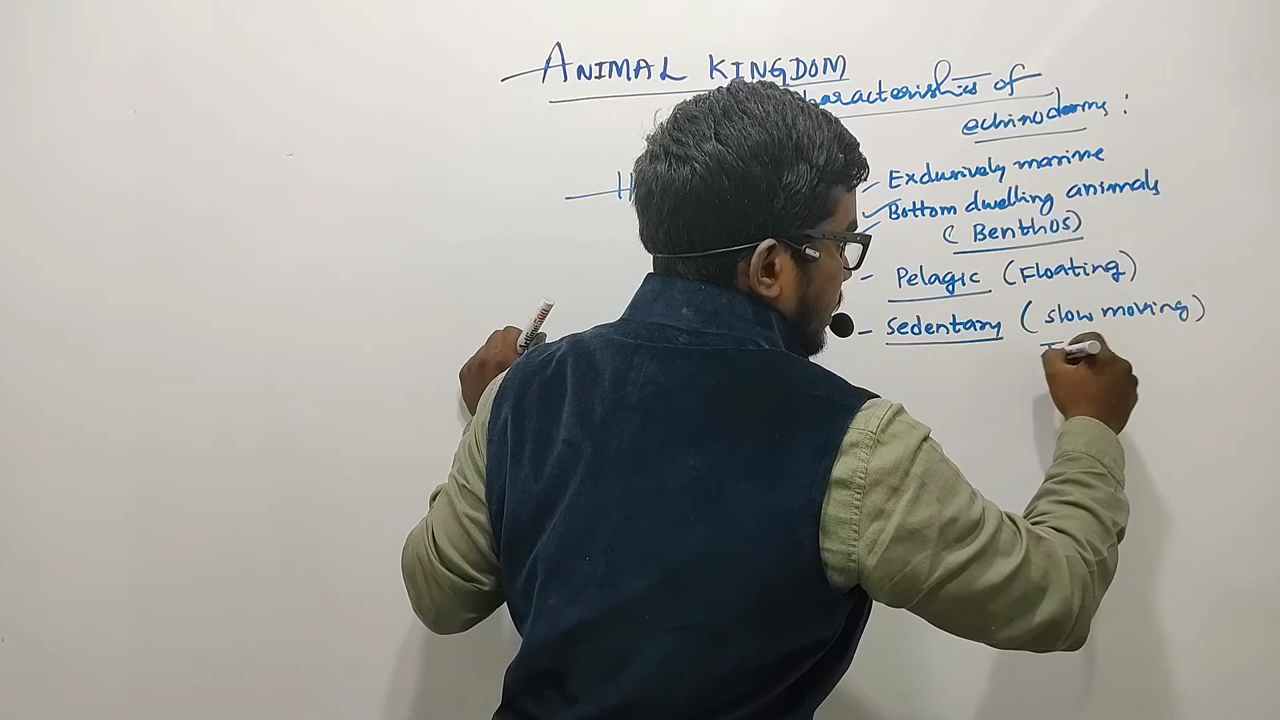 ANIMAL KINGDOM
characteristics of
echinoderms :
- Exclusively marine
Bottom dwelling animals
(Benthos)
- Pelagic (Floating)
- Sedentary (slow moving)